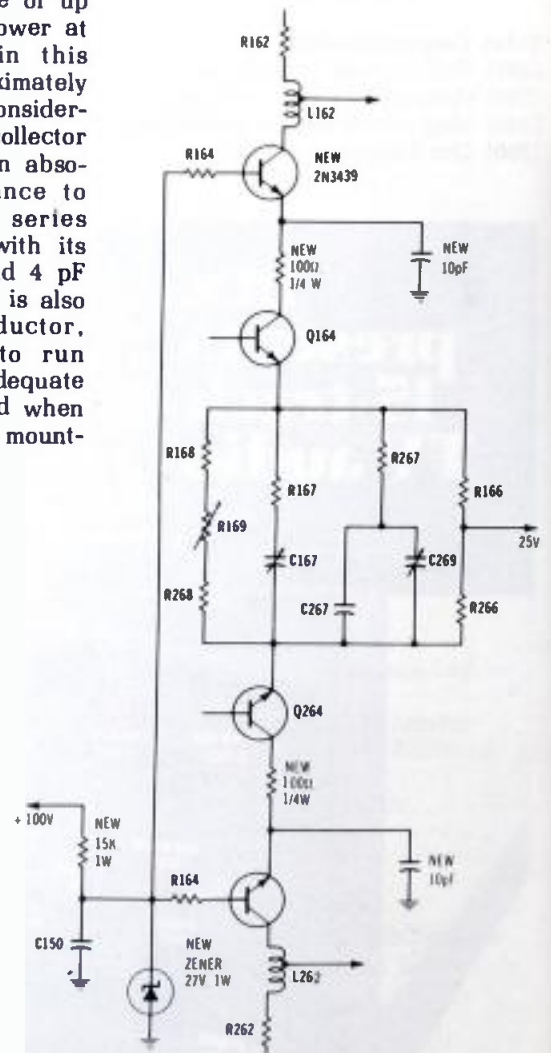 e or up
ower at
in this
ximately
onsider-
ollector
n abso-
ance to
series
with its
d 4 pF
is also
ductor,
to run
dequate
d when
mount-
R162
L162
R164
NEW
2N3439
NEW
100Ω
1/4 W
NEW
10pF
Q164
R168
R267
R167
R166
R169
C167
C269
25V
R268
C267
R266
Q264
NEW
100Ω
1/4W
+ 100V
NEW
15K
1W
NEW
10pF
R164
C150
NEW
ZENER
27V 1W
L262
R262